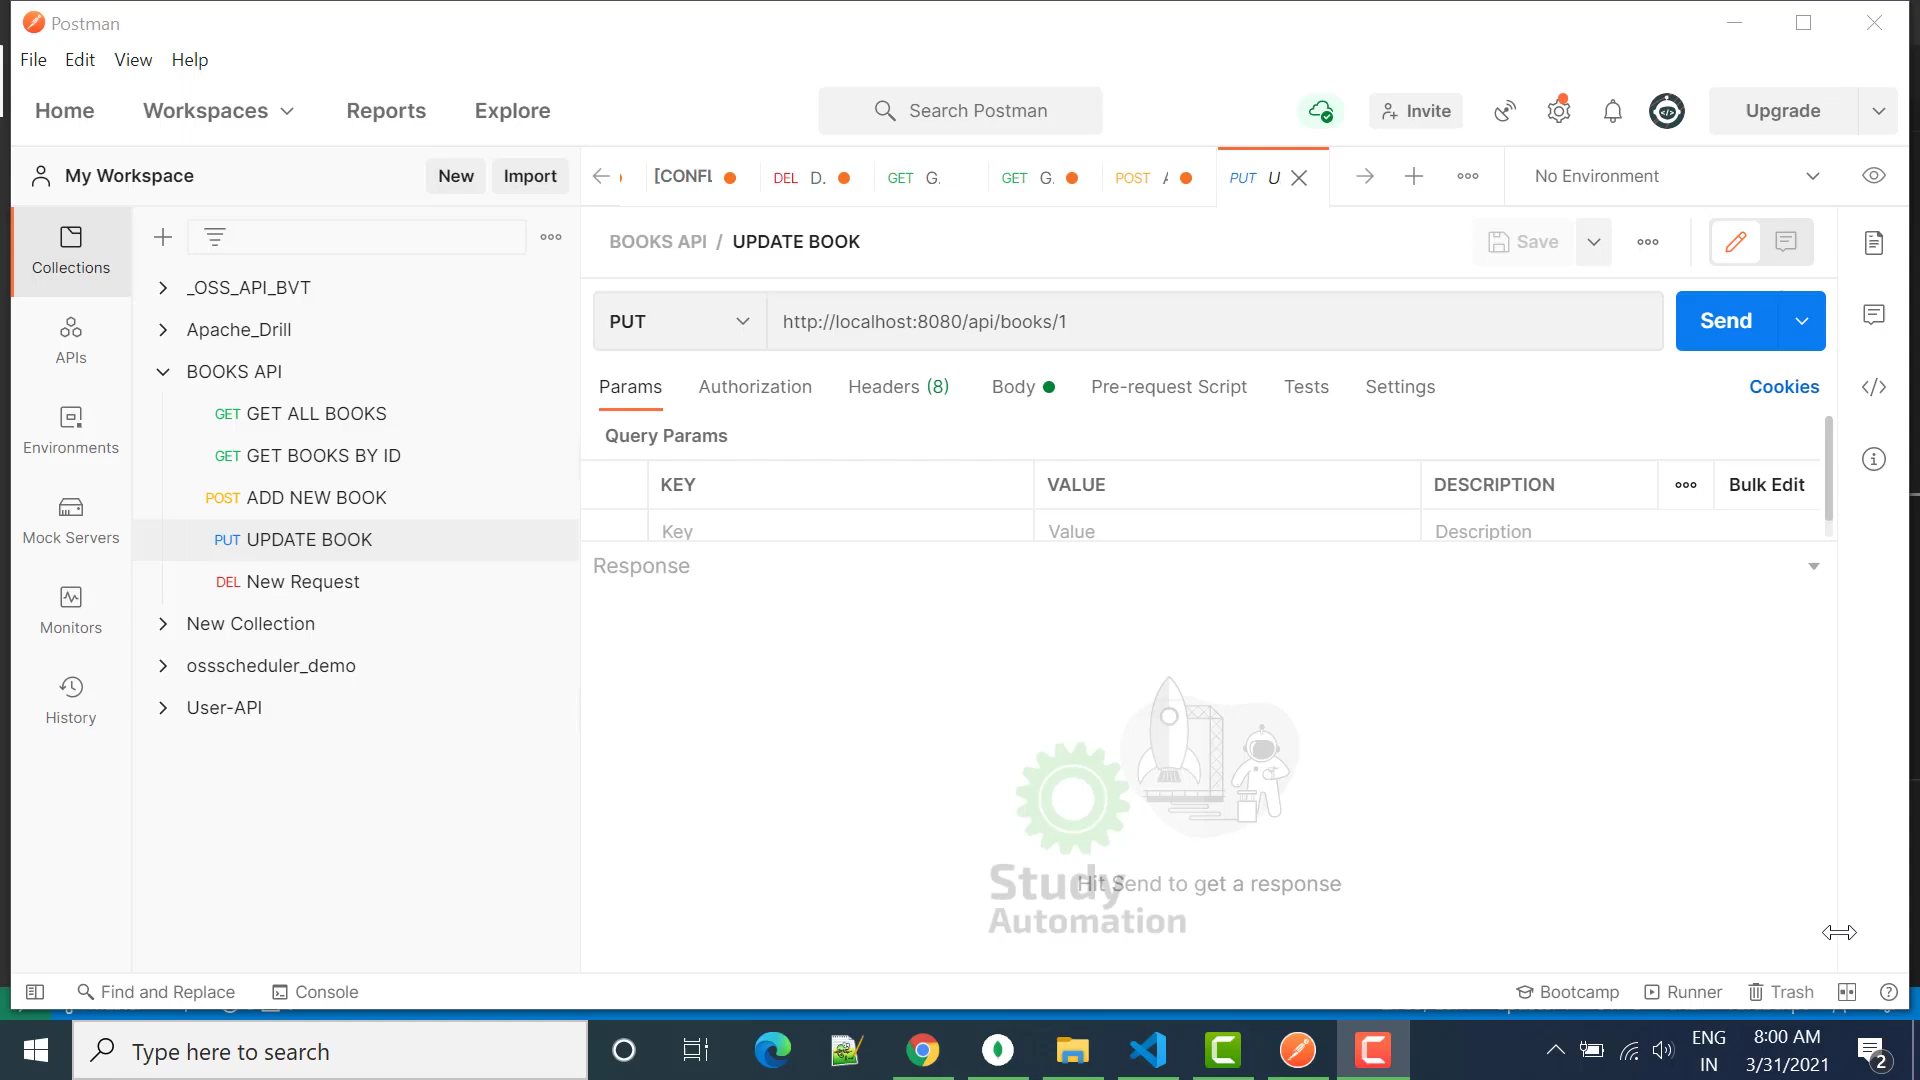 Postman
File Edit View Help
Home Workspaces Reports Explore Search Postman Invite Upgrade
My Workspace New Import [CONFL DEL D. GET G. GET G. POST PUT U No Environment
Collections
BOOKS API / UPDATE BOOK Save
_OSS_API_BVT
Apache_Drill PUT http://localhost:8080/api/books/1 Send
APIs
BOOKS API
Params Authorization Headers (8) Body Pre-request Script Tests Settings Cookies
GET GET ALL BOOKS
Query Params
Environments
GET GET BOOKS BY ID
KEY VALUE DESCRIPTION Bulk Edit
POST ADD NEW BOOK
Key Value Description
Mock Servers
PUT UPDATE BOOK
Response
DEL New Request
Monitors
New Collection
ossscheduler_demo
History
User-API
Study
Hit Send to get a response
Automation
Find and Replace Console Bootcamp Runner Trash
Type here to search
ENG 8:00 AM
IN 3/31/2021 2